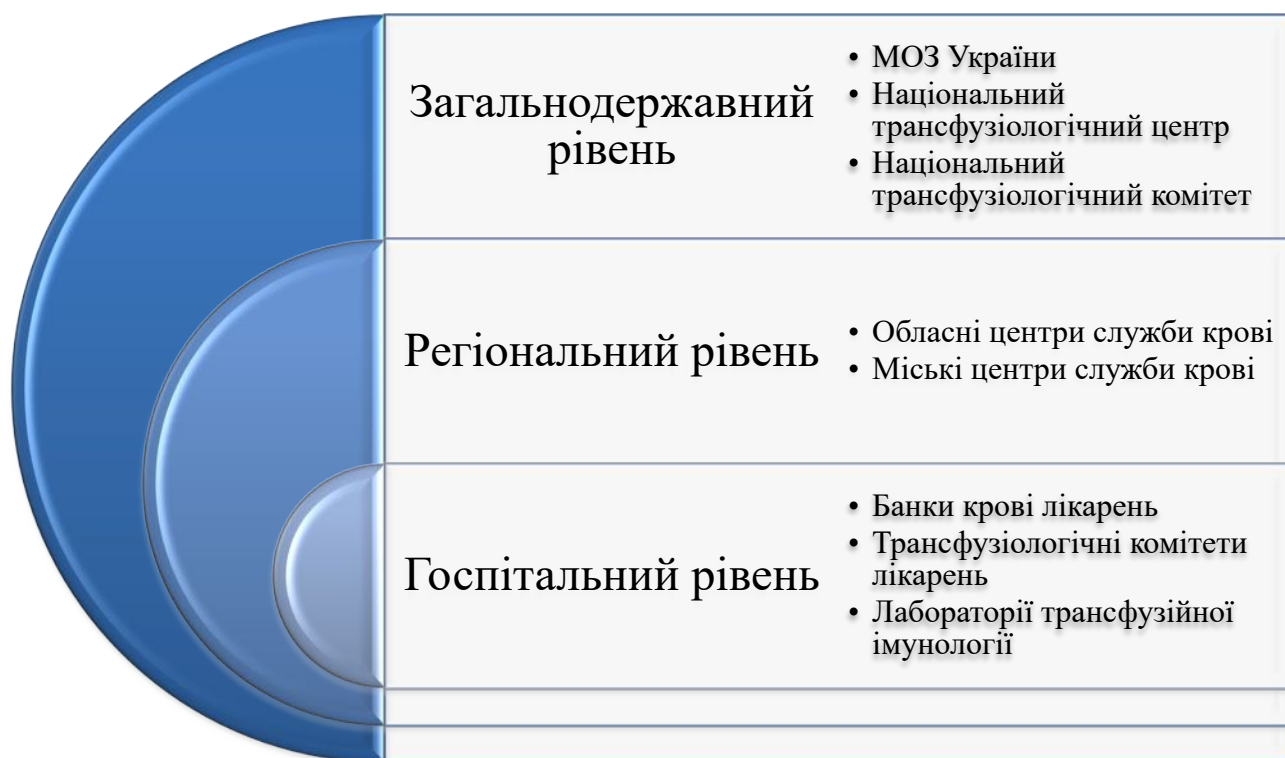 Загальнодержавний
рівень
• МОЗ України
• Національний
трансфузіологічний центр
• Національний
трансфузіологічний комітет
Регіональний рівень
• Обласні центри служби крові
• Міські центри служби крові
Госпітальний рівень
• Банки крові лікарень
• Трансфузіологічні комітети
лікарень
• Лабораторії трансфузійної
імунології